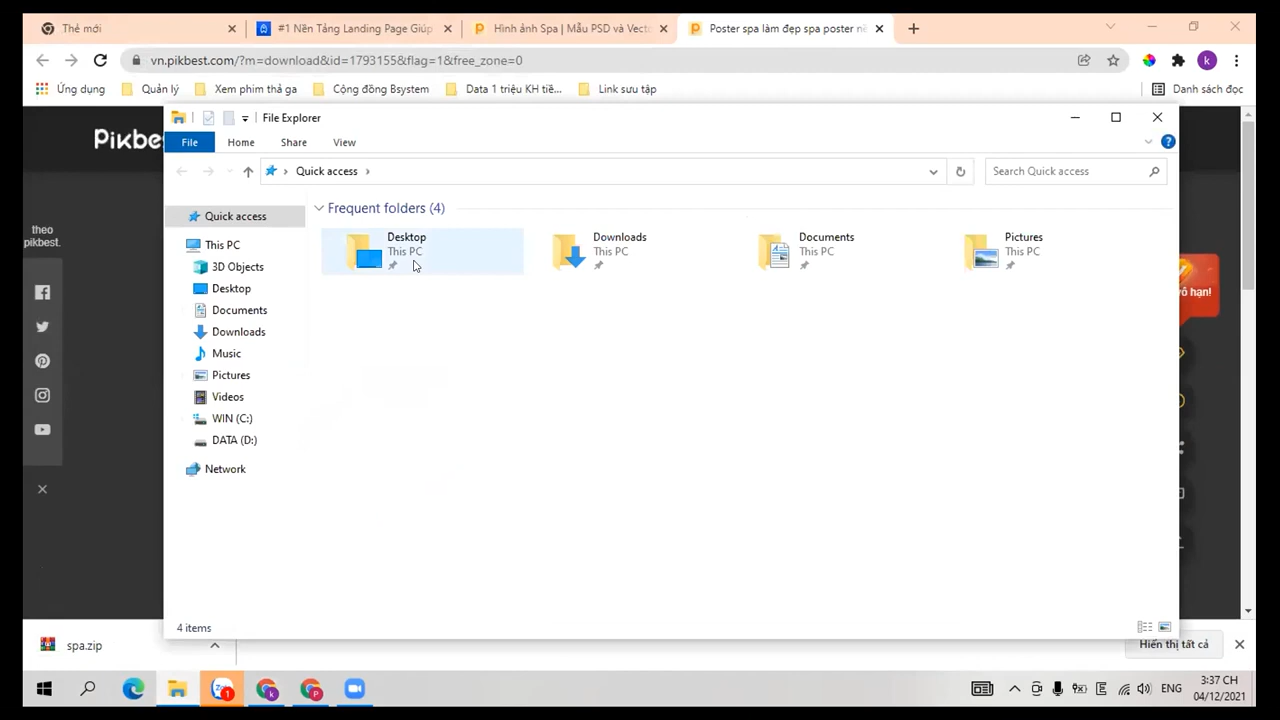 Thẻ mới
#1 Nền Tảng Landing Page Giúp
Hình ảnh Spa | Mẫu PSD và Vecto
Poster spa làm đẹp spa poster nề
vn.pikbest.com/?m=download&id=1793155&flag=1&free_zone=0
k
Ứng dụng
Quản lý
Xem phim thả ga
Cộng đồng Bsystem
Data 1 triệu KH tiề...
Link sưu tập
Danh sách đọc
Pikbe
File Explorer
File
Home
Share
View
Quick access
Search Quick access
theo
pikbest.
Quick access
This PC
3D Objects
Desktop
Documents
Downloads
Music
Pictures
Videos
WIN (C:)
DATA (D:)
Network
Frequent folders (4)
Desktop
This PC
Downloads
This PC
Documents
This PC
Pictures
This PC
vô hạn!
4 items
spa.zip
Hiển thị tất cả
1
k
P
ENG
3:37 CH
04/12/2021